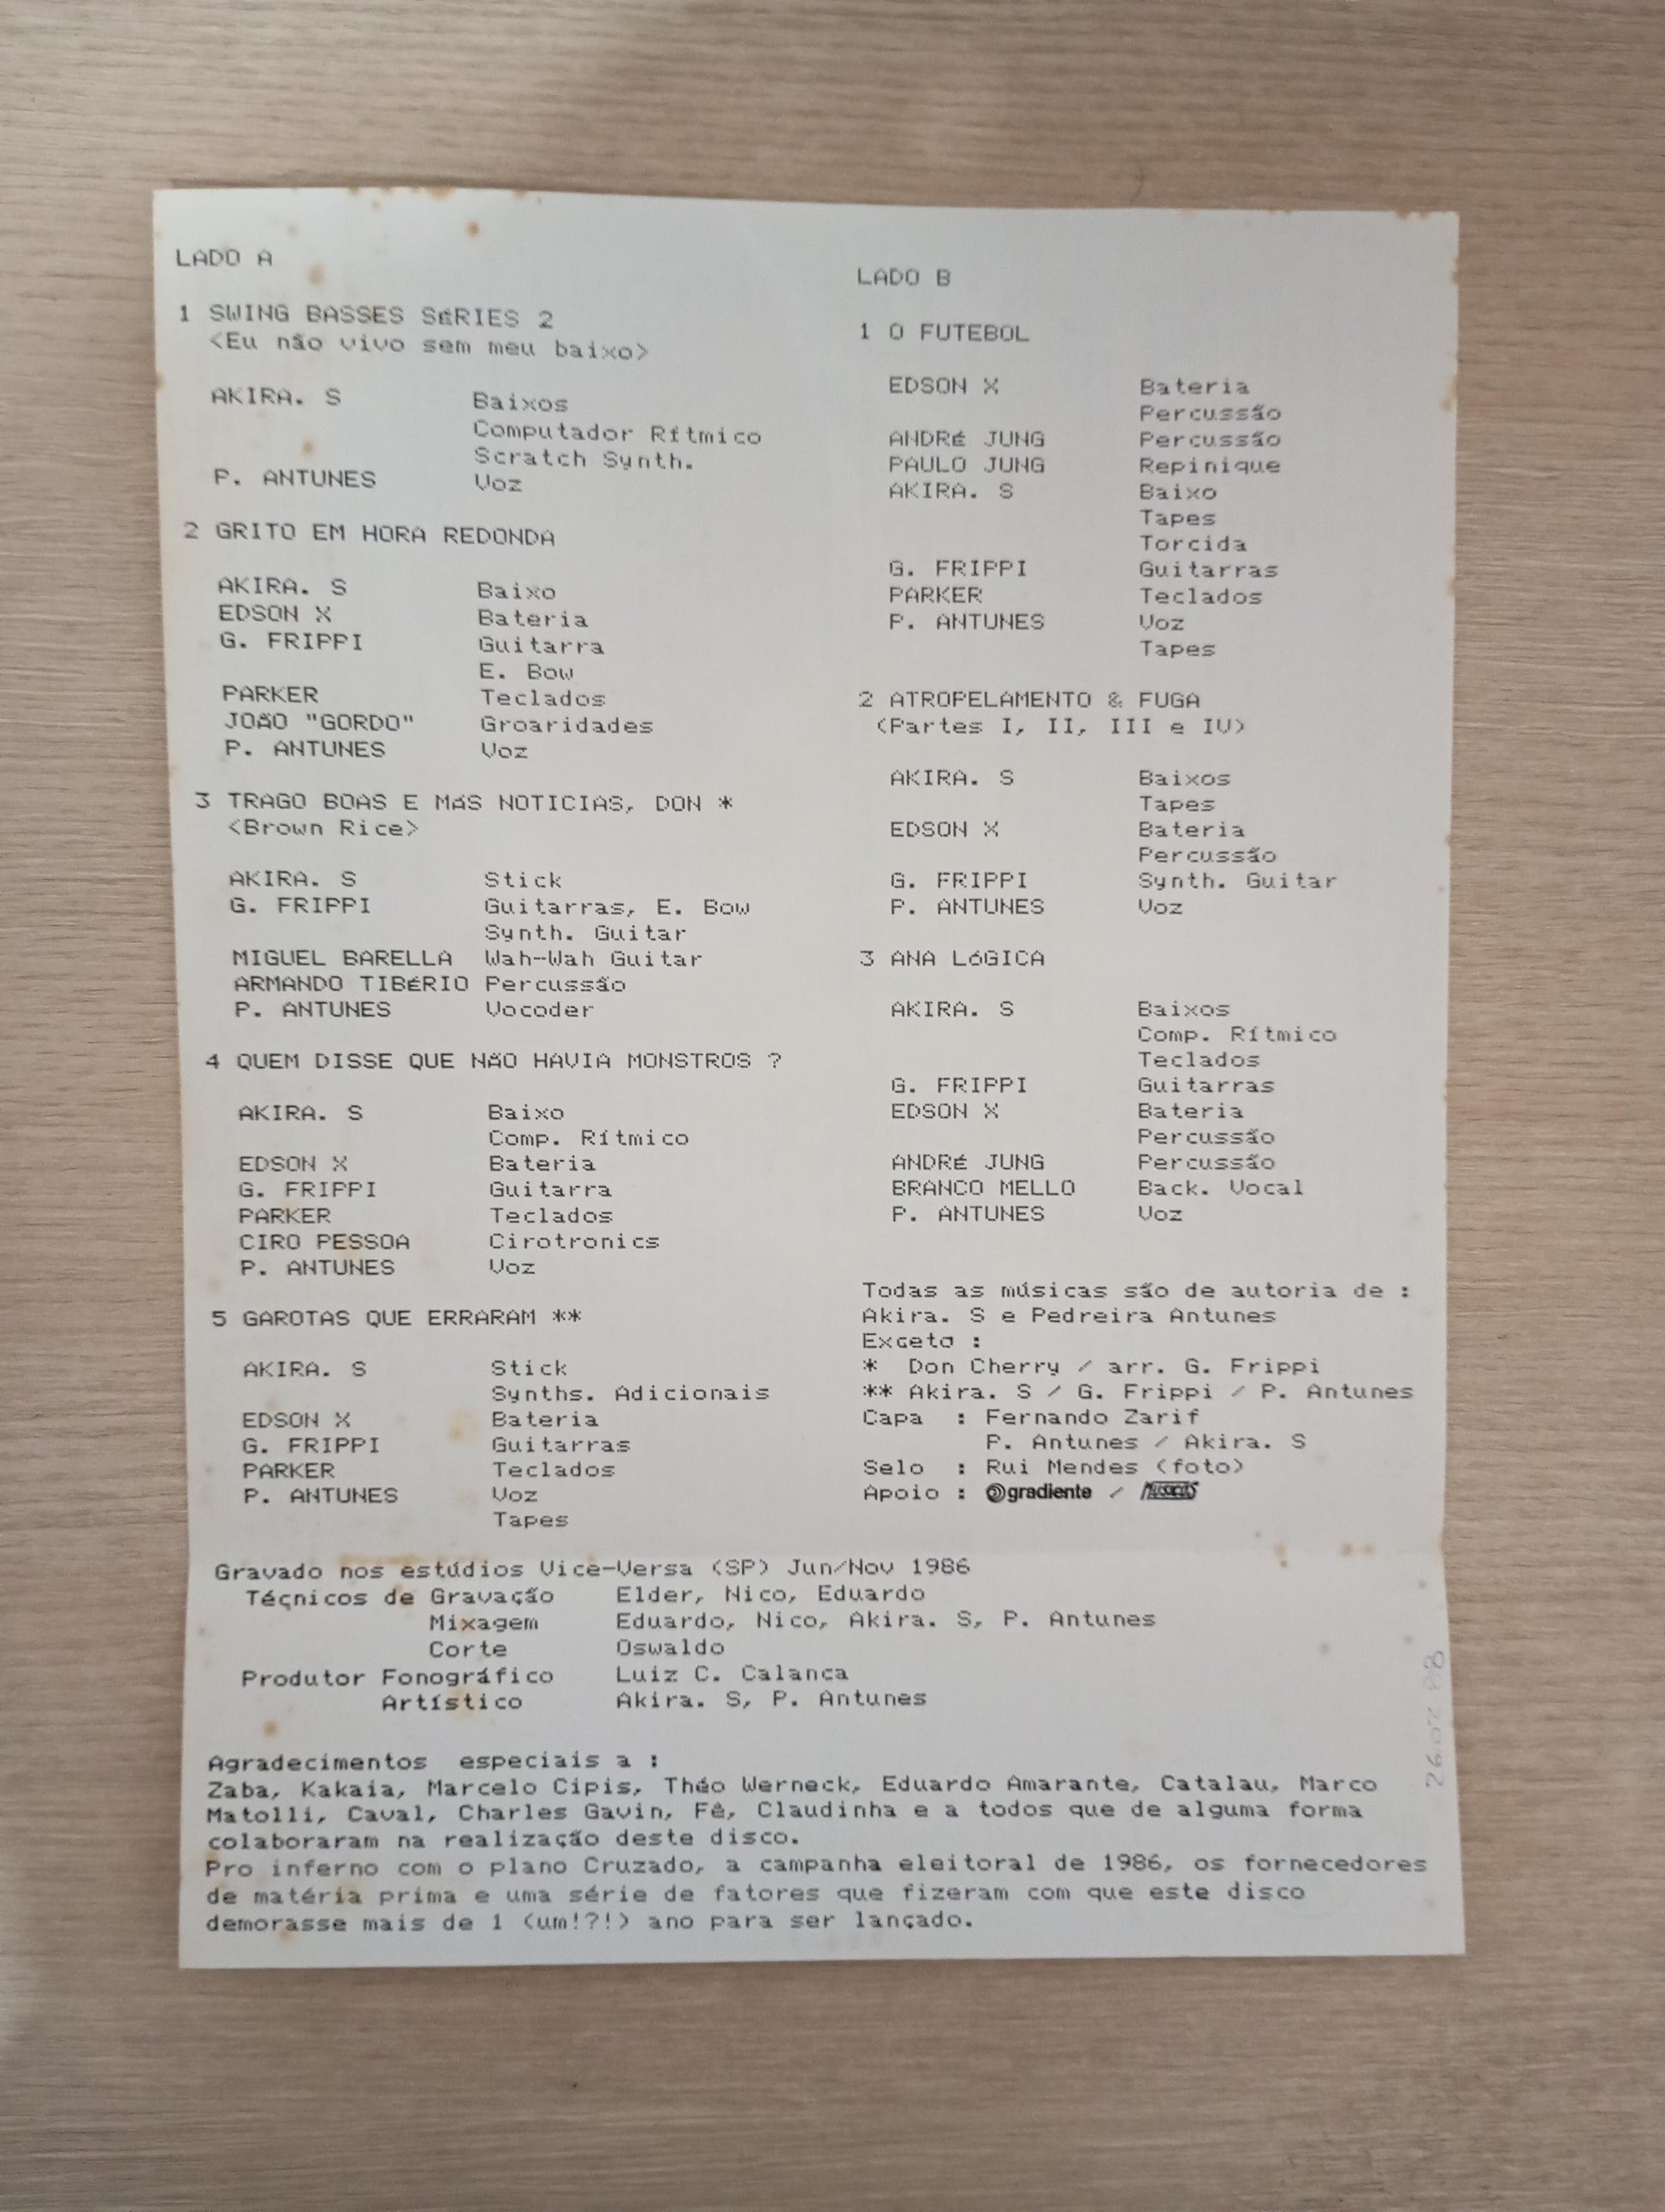 LADO A
1 SWING BASSES SÉRIES 2
<Eu não vivo sem meu baixo>
AKIRA. S Baixos
Computador Rítmico
Scratch Synth.
P. ANTUNES Voz
2 GRITO EM HORA REDONDA
AKIRA. S Baixo
EDSON X Bateria
G. FRIPPI Guitarra
E. Bow
PARKER Teclados
JOÃO "GORDO" Groaridades
P. ANTUNES Voz
3 TRAGO BOAS E MÁS NOTICIAS, DON *
<Brown Rice>
AKIRA. S Stick
G. FRIPPI Guitarras, E. Bow
Synth. Guitar
MIGUEL BARELLA Wah-Wah Guitar
ARMANDO TIBÉRIO Percussão
P. ANTUNES Vocoder
4 QUEM DISSE QUE NÃO HAVIA MONSTROS ?
AKIRA. S Baixo
Comp. Rítmico
EDSON X Bateria
G. FRIPPI Guitarra
PARKER Teclados
CIRO PESSOA Cirotronics
P. ANTUNES Voz
5 GAROTAS QUE ERRARAM **
AKIRA. S Stick
Synths. Adicionais
EDSON X Bateria
G. FRIPPI Guitarras
PARKER Teclados
P. ANTUNES Voz
Tapes
LADO B
1 O FUTEBOL
EDSON X Bateria
Percussão
ANDRÉ JUNG Percussão
PAULO JUNG Repinique
AKIRA. S Baixo
Tapes
Torcida
G. FRIPPI Guitarras
PARKER Teclados
P. ANTUNES Voz
Tapes
2 ATROPELAMENTO & FUGA
(Partes I, II, III e IV)
AKIRA. S Baixos
Tapes
EDSON X Bateria
Percussão
G. FRIPPI Synth. Guitar
P. ANTUNES Voz
3 ANA LÓGICA
AKIRA. S Baixos
Comp. Rítmico
Teclados
G. FRIPPI Guitarras
EDSON X Bateria
Percussão
ANDRÉ JUNG Percussão
BRANCO MELLO Back. Vocal
P. ANTUNES Voz
Todas as músicas são de autoria de :
Akira. S e Pedreira Antunes
Exceto :
* Don Cherry / arr. G. Frippi
** Akira. S / G. Frippi / P. Antunes
Capa : Fernando Zarif
P. Antunes / Akira. S
Selo : Rui Mendes (foto)
Apoio : gradiente /
Gravado nos estúdios Vice-Versa (SP) Jun/Nov 1986
Técnicos de Gravação Elder, Nico, Eduardo
Mixagem Eduardo, Nico, Akira. S, P. Antunes
Corte Oswaldo
Produtor Fonográfico Luiz C. Calanca
Artístico Akira. S, P. Antunes
Agradecimentos especiais a :
Zaba, Kakaia, Marcelo Cipis, Théo Werneck, Eduardo Amarante, Catalau, Marco
Matolli, Caval, Charles Gavin, Fê, Claudinha e a todos que de alguma forma
colaboraram na realização deste disco.
Pro inferno com o plano Cruzado, a campanha eleitoral de 1986, os fornecedores
de matéria prima e uma série de fatores que fizeram com que este disco
demorasse mais de 1 (um!?!) ano para ser lançado.